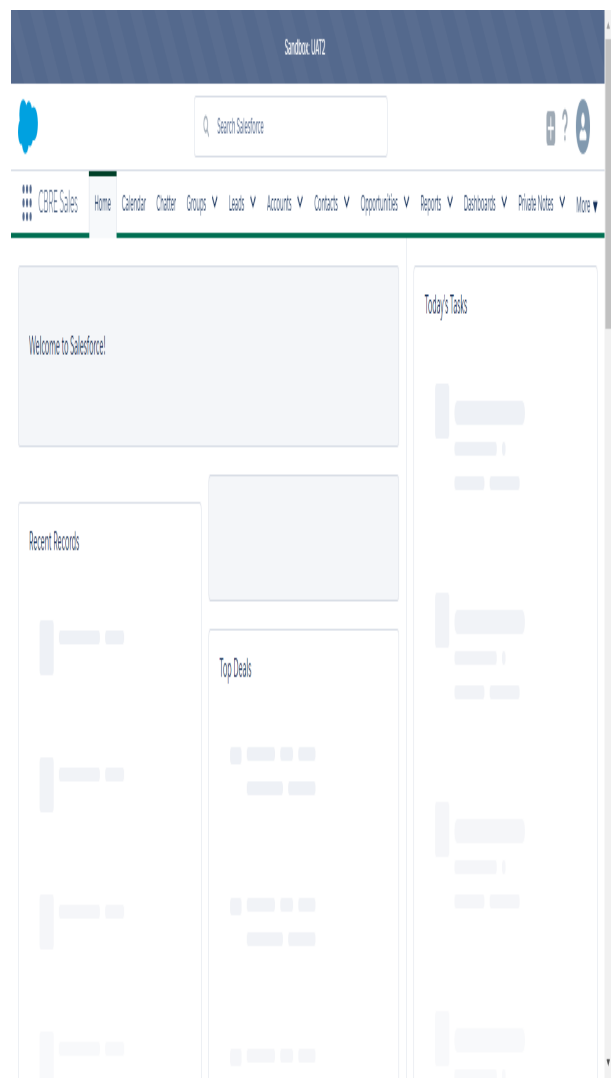 Sandbox: UAT2
Search Salesforce
CBRE Sales Home Calendar Chatter Groups Leads Accounts Contacts Opportunities Reports Dashboards Private Notes More
Welcome to Salesforce!
Today's Tasks
Recent Records
Top Deals